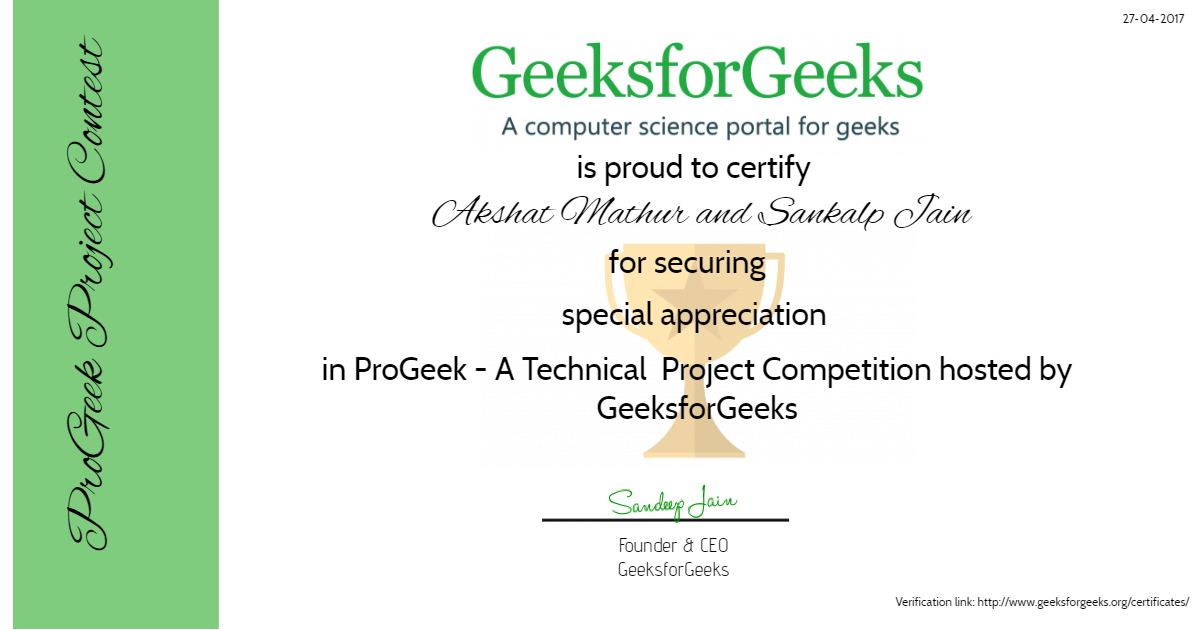 27-04-2017
ProGeek Project Contest
GeeksforGeeks
A computer science portal for geeks
is proud to certify
Akshat Mathur and Sankalp Jain
for securing
special appreciation
in ProGeek - A Technical  Project Competition hosted by
GeeksforGeeks
Sandeep Jain
Founder & CEO
GeeksforGeeks
Verification link: http://www.geeksforgeeks.org/certificates/